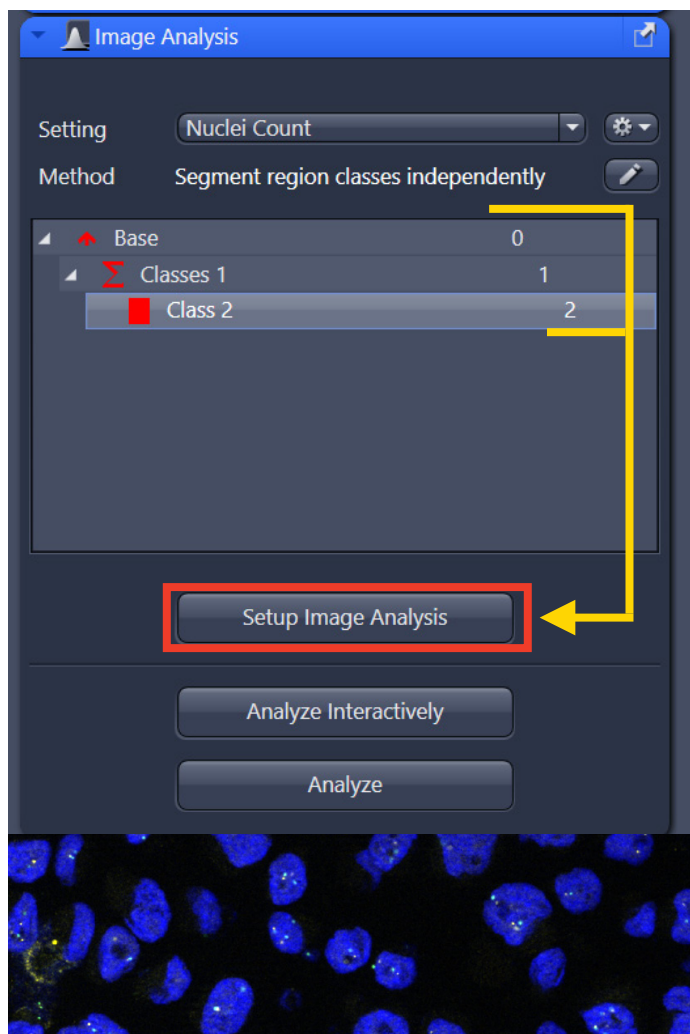 Image Analysis
Setting Nuclei Count
Method Segment region classes independently
Base 0
Classes 1 1
Class 2 2
Setup Image Analysis
Analyze Interactively
Analyze